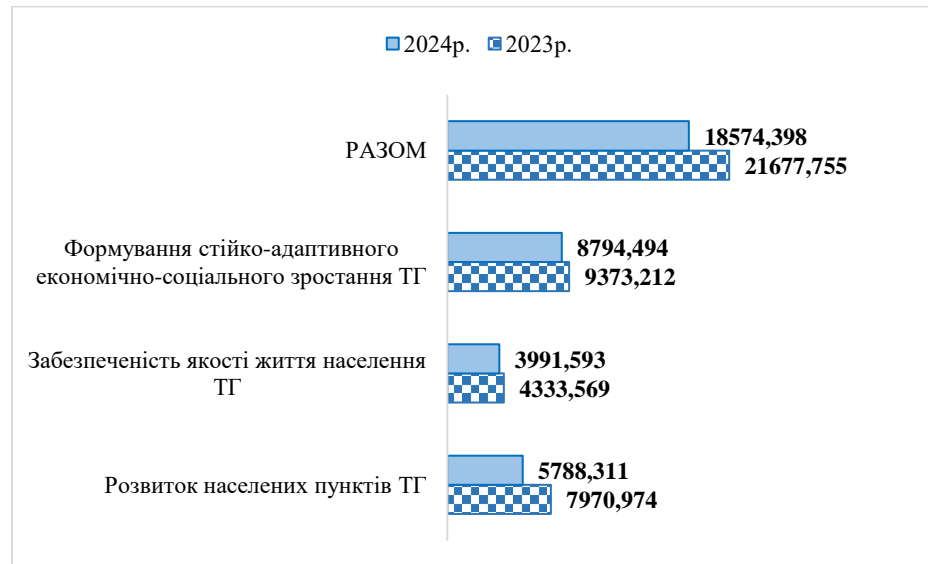 2024р. 2023р.
РАЗОМ
18574,398
21677,755
Формування стійко-адаптивного
економічно-соціального зростання ТГ
8794,494
9373,212
Забезпеченість якості життя населення
ТГ
3991,593
4333,569
Розвиток населених пунктів ТГ
5788,311
7970,974